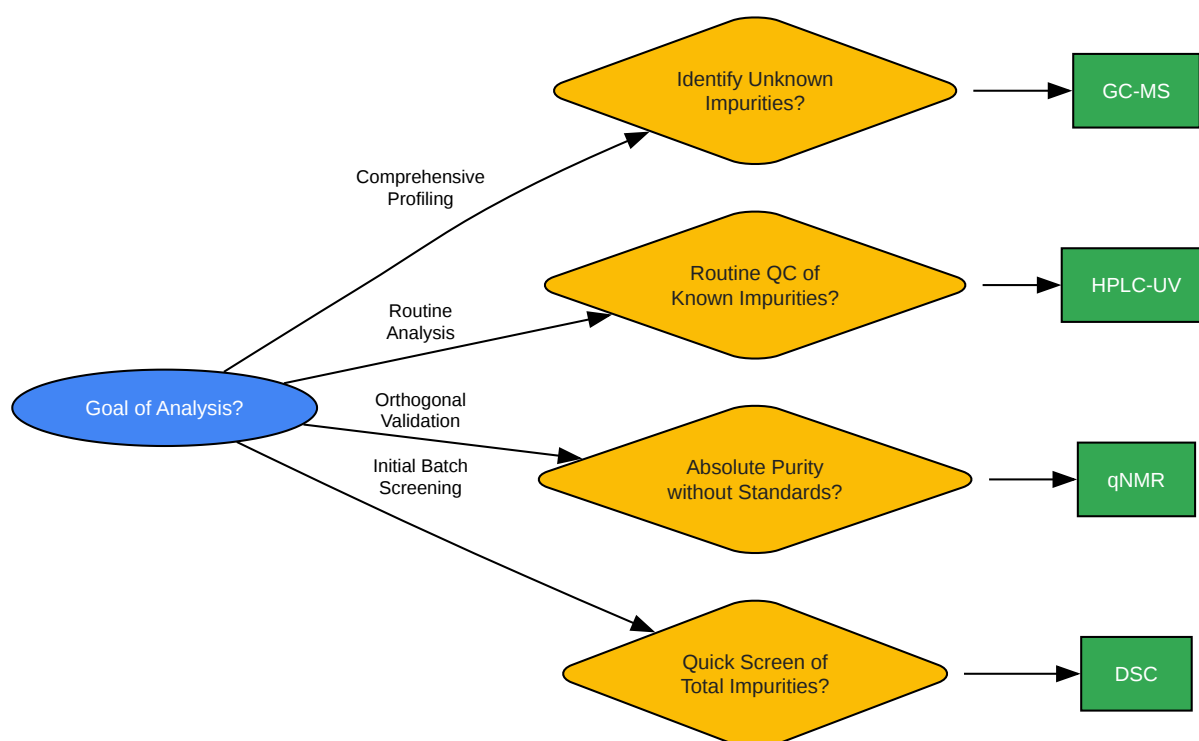 Identify Unknown
Impurities?
GC-MS
Comprehensive
Profiling
Routine QC of
Known Impurities?
HPLC-UV
Routine
Analysis
Goal of Analysis?
Orthogonal
Validation
Absolute Purity
without Standards?
qNMR
Initial Batch
Screening
Quick Screen of
Total Impurities?
DSC